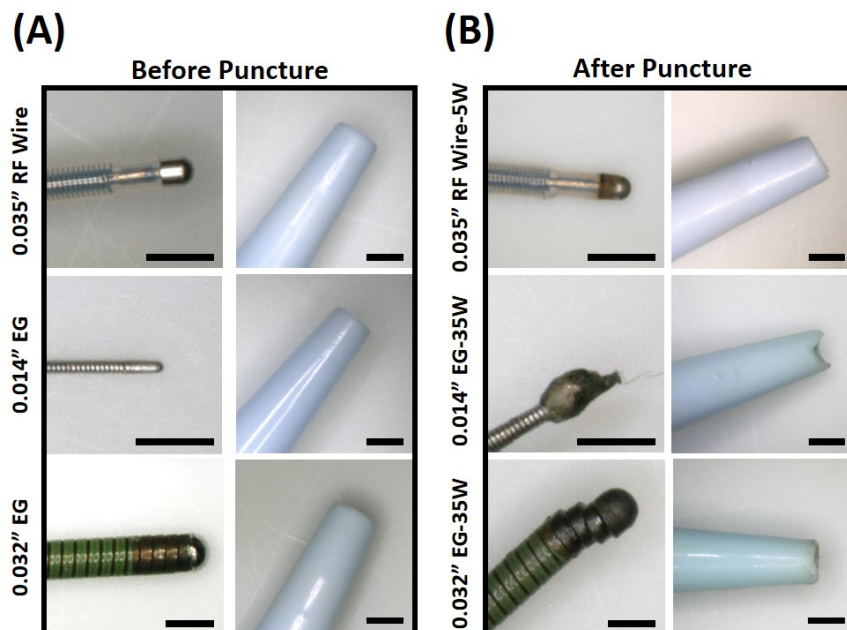 (A)
Before Puncture
0.035” RF Wire
0.014” EG
0.032” EG
(B)
After Puncture
0.035” RF Wire-5W
0.014” EG-35W
0.032” EG-35W